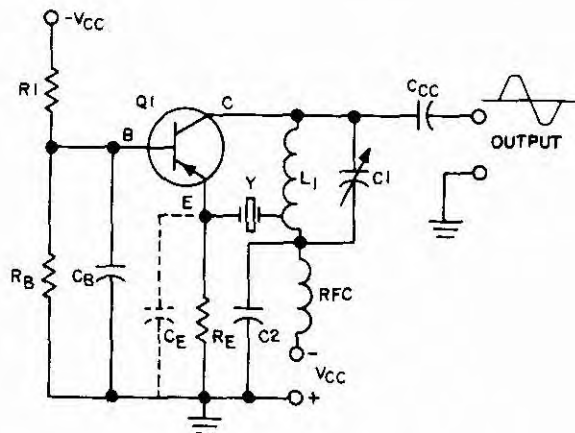 -VCC
R1
Q1
C
CCC
B
OUTPUT
Y
L1
C1
E
RB
CB
CE
RE
C2
RFC
-
VCC
+